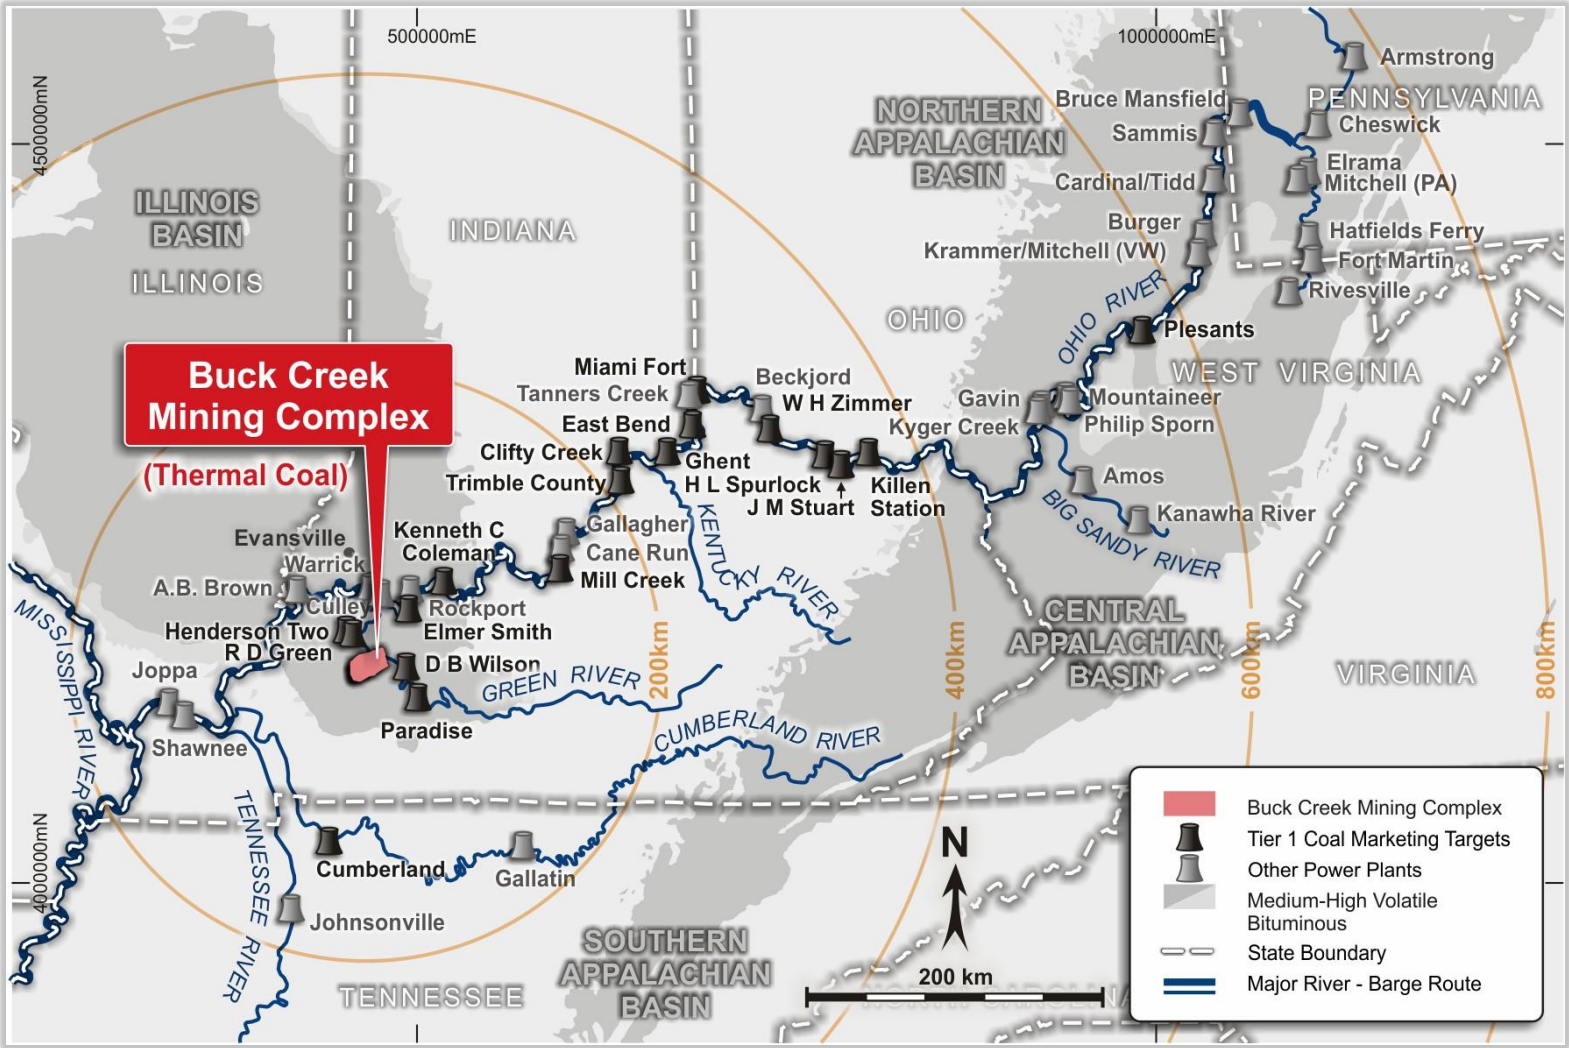 500000mE
1000000mE
4500000mN
4000000mN
Armstrong
PENNSYLVANIA
Bruce Mansfield
Cheswick
Sammis
NORTHERN
APPALACHIAN
BASIN
Elrama
Mitchell (PA)
Cardinal/Tidd
ILLINOIS
BASIN
INDIANA
Burger
Hatfields Ferry
Krammer/Mitchell (VW)
Fort Martin
ILLINOIS
Rivesville
OHIO
OHIO RIVER
Plesants
WEST VIRGINIA
Buck Creek
Mining Complex
(Thermal Coal)
Miami Fort
Tanners Creek
Beckjord
W H Zimmer
East Bend
Gavin
Mountaineer
Kyger Creek
Philip Sporn
Clifty Creek
Ghent
Trimble County
H L Spurlock
J M Stuart
Killen
Station
Amos
Kanawha River
BIG SANDY RIVER
Kenneth C
Coleman
Gallagher
Cane Run
Mill Creek
KENTUCKY RIVER
Evansville
Warrick
A.B. Brown
Culley
Rockport
Elmer Smith
Henderson Two
R D Green
D B Wilson
GREEN RIVER
Paradise
MISSISSIPPI RIVER
Joppa
Shawnee
CUMBERLAND RIVER
200km
400km
600km
800km
CENTRAL
APPALACHIAN
BASIN
VIRGINIA
TENNESSEE RIVER
Cumberland
Gallatin
Johnsonville
TENNESSEE
SOUTHERN
APPALACHIAN
BASIN
NORTH CAROLINA
N
200 km
Buck Creek Mining Complex
Tier 1 Coal Marketing Targets
Other Power Plants
Medium-High Volatile
Bituminous
State Boundary
Major River - Barge Route